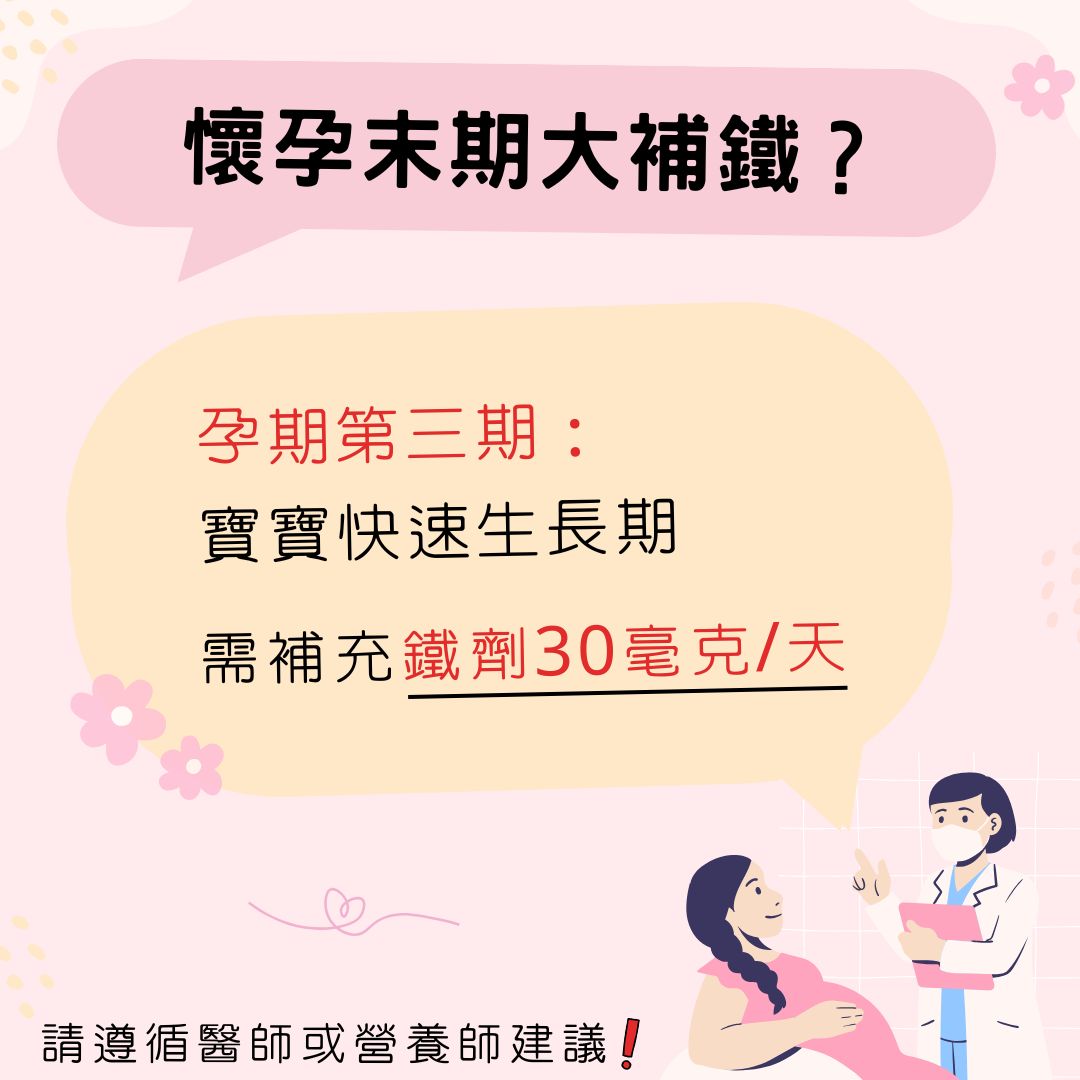 懷孕末期大補鐵？
孕期第三期：
寶寶快速生長期
需補充鐵劑30毫克/天
請遵循醫師或營養師建議❗